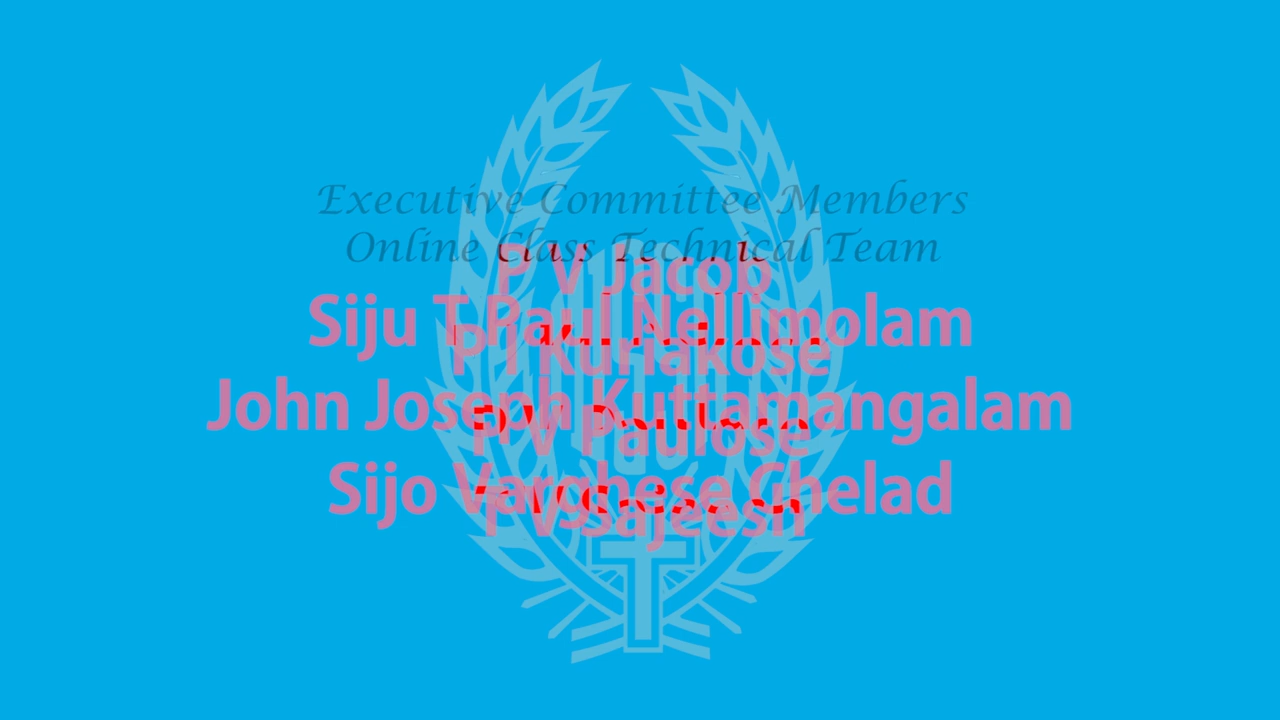 Executive Committee Members
Online Class Technical Team
P V Jacob
Siju T Paul Nellimolam
Kuriakose
John Joseph Kuttamangalam
P V Paulose
Sijo Varghese Ghelad
T V Sajeesh